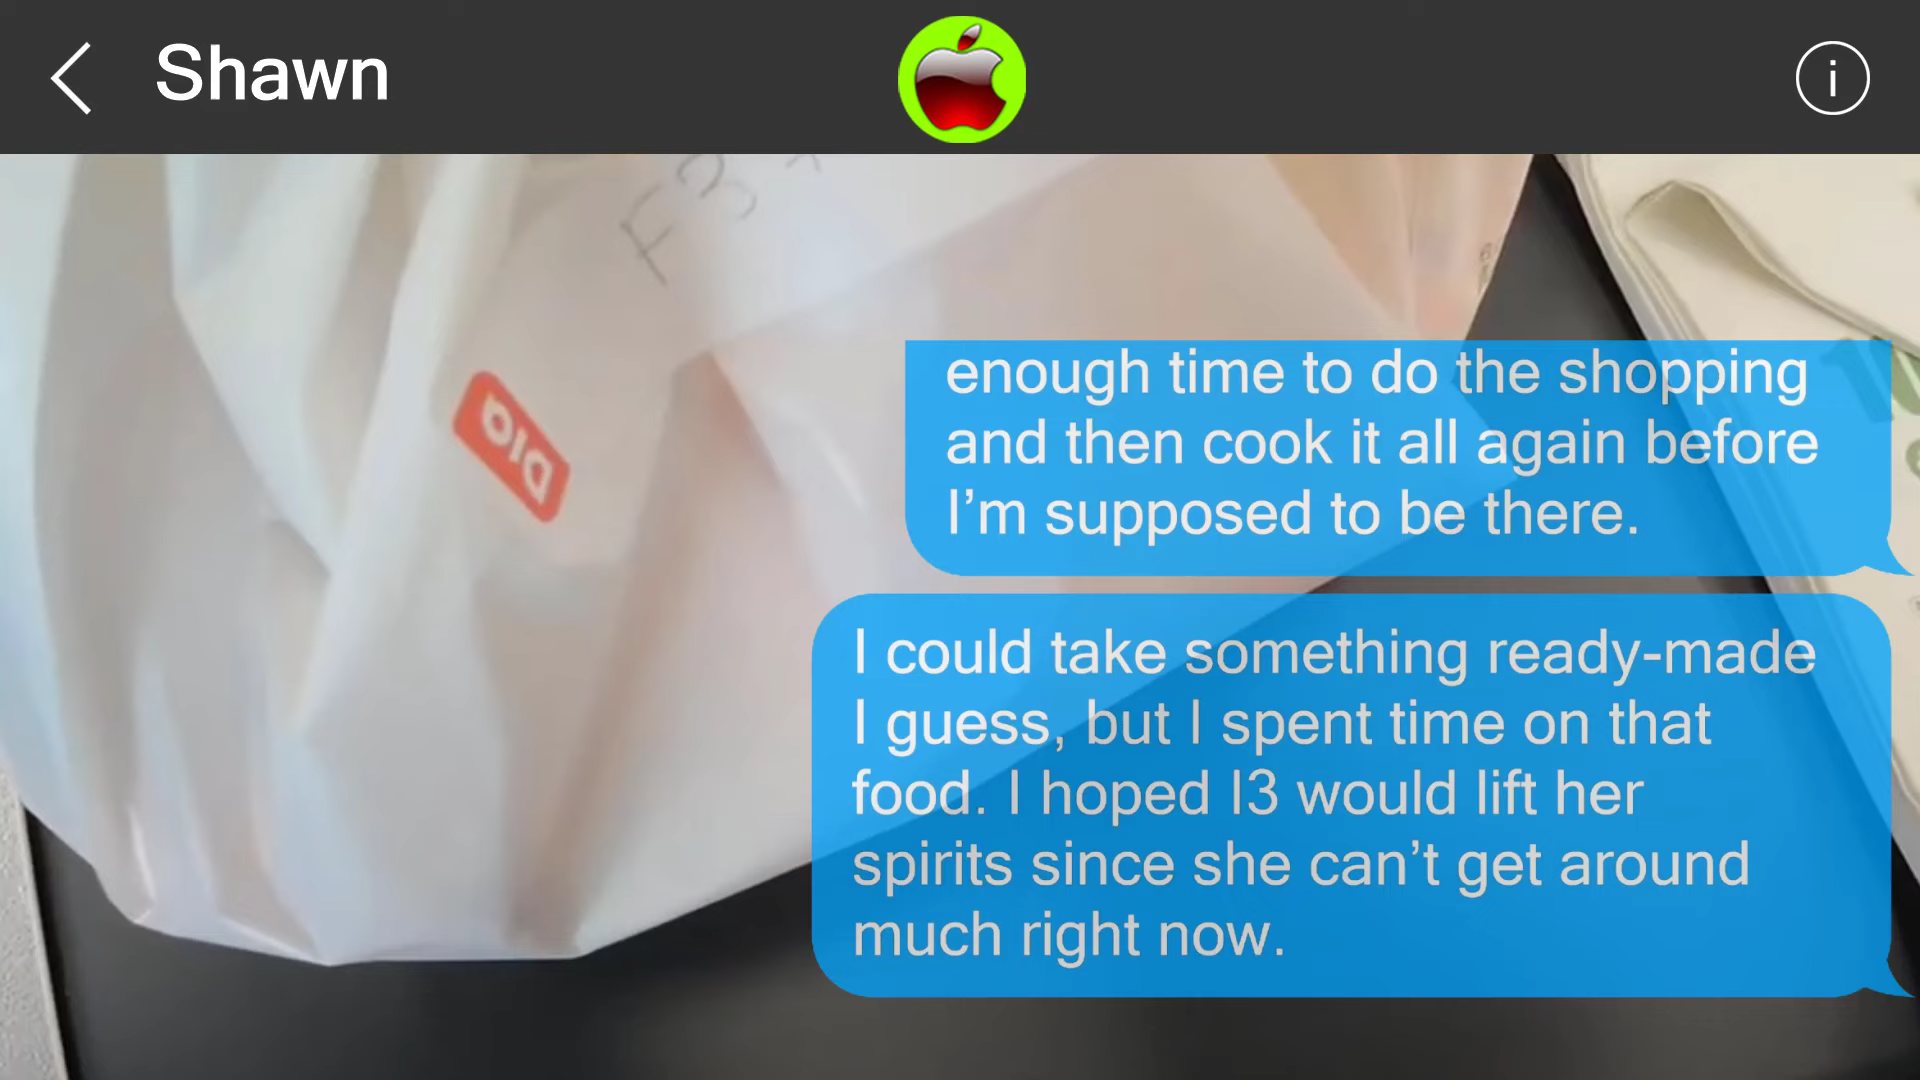 Shawn
i
F3
DIA
enough time to do the shopping
and then cook it all again before
I’m supposed to be there.
I could take something ready-made
I guess, but I spent time on that
food. I hoped I3 would lift her
spirits since she can’t get around
much right now.